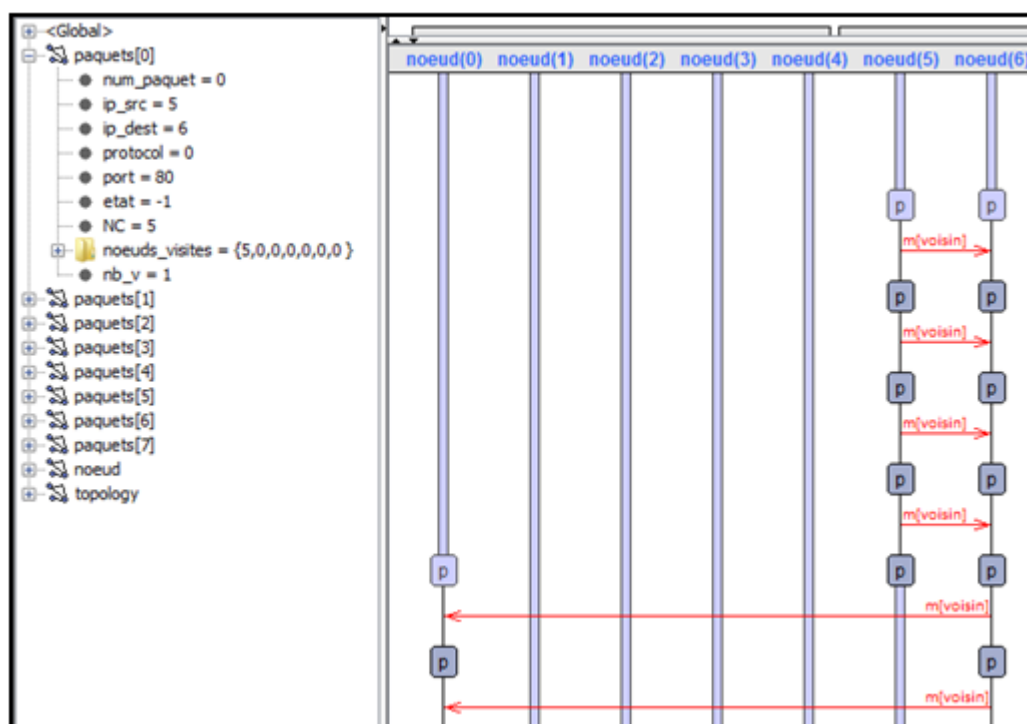 <Global>
paquets[0]
num_paquet = 0
ip_src = 5
ip_dest = 6
protocol = 0
port = 80
etat = -1
NC = 5
noeuds_visites = {5,0,0,0,0,0,0 }
nb_v = 1
paquets[1]
paquets[2]
paquets[3]
paquets[4]
paquets[5]
paquets[6]
paquets[7]
noeud
topology
noeud(0) noeud(1) noeud(2) noeud(3) noeud(4) noeud(5) noeud(6)
p p
m[voisin]
p p
m[voisin]
p p
m[voisin]
p p
m[voisin]
p p p
m[voisin]
p p
m[voisin]